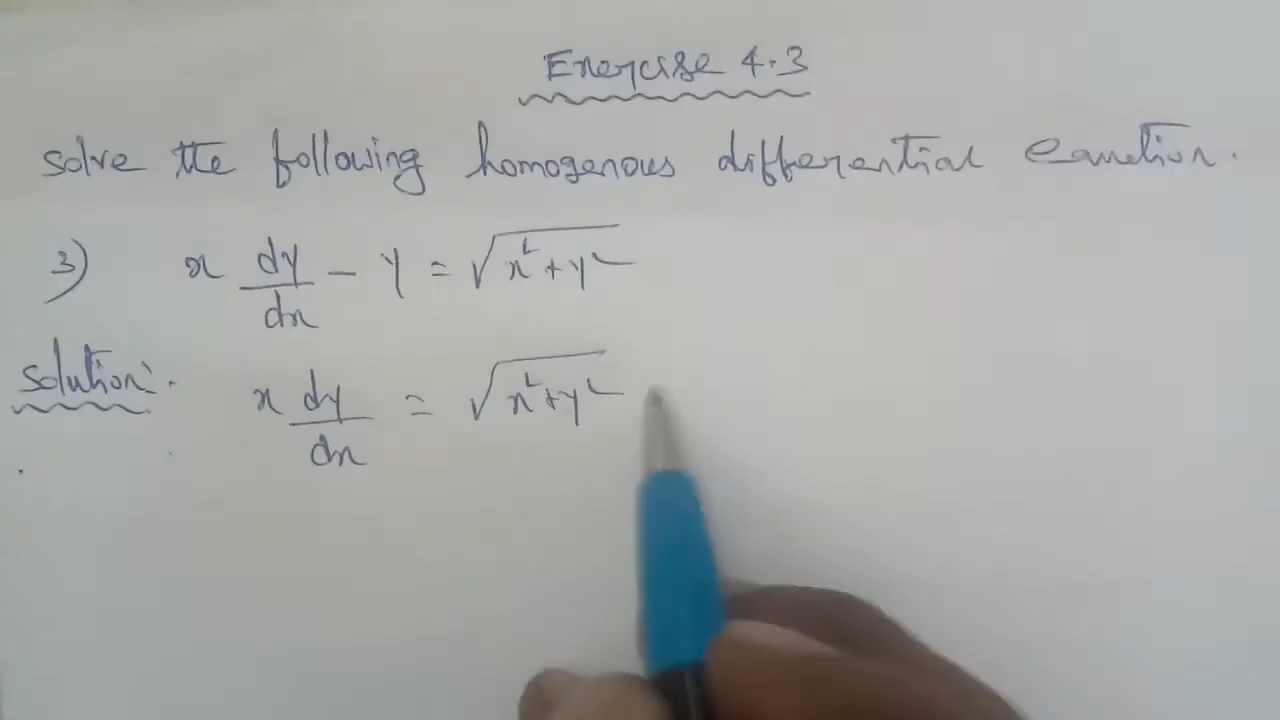 Exercise 4.3
solve the following homogenous differential equation.
3) x dy/dx - y = √(x²+y²)
Solution:- x dy/dx = √(x²+y²)